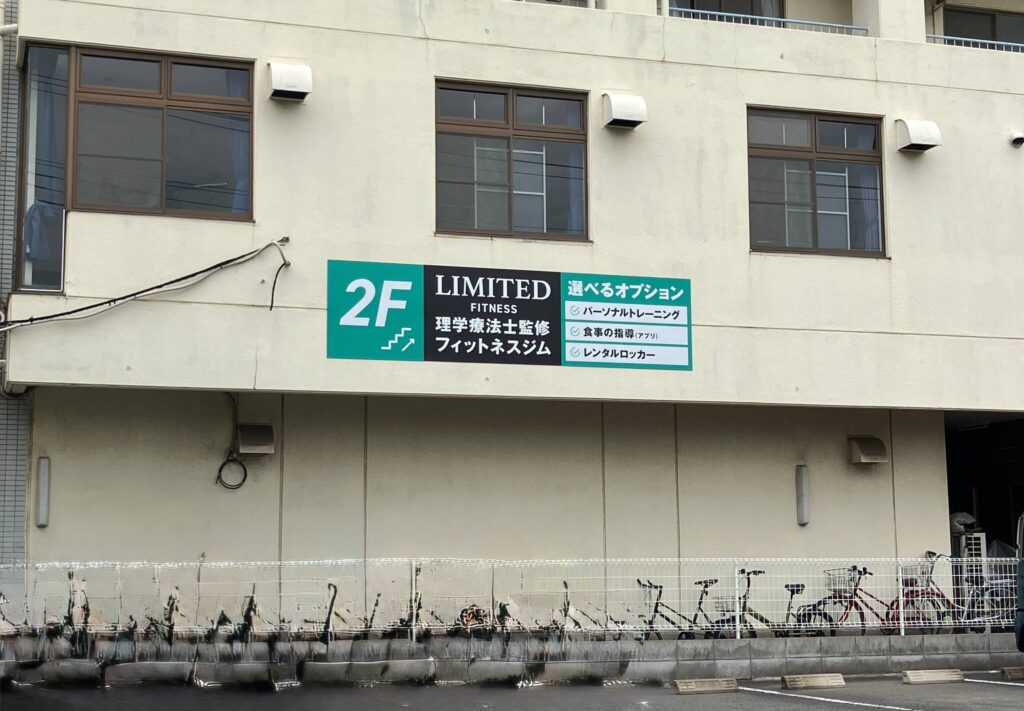 2F
LIMITED
FITNESS
理学療法士監修
フィットネスジム
選べるオプション
パーソナルトレーニング
食事の指導(アプリ)
レンタルロッカー